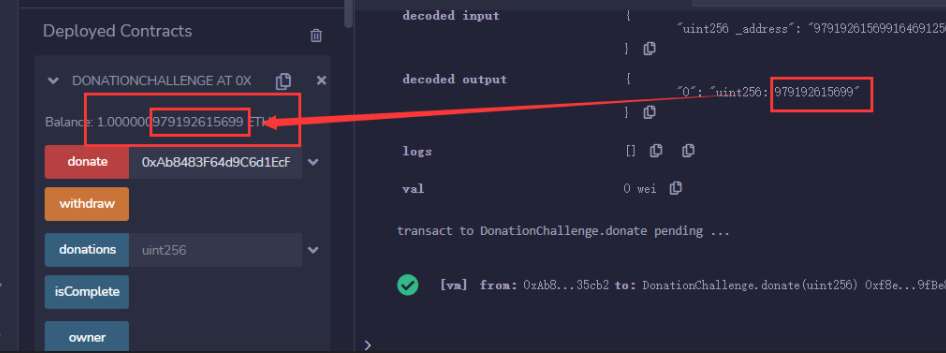 Deployed Contracts
DONATIONCHALLENGE AT 0X
Balance: 1.000000979192615699 ETH
donate 0xAb8483F64d9C6d1EcF
withdraw
donations uint256
isComplete
owner
decoded input {
"uint256 _address": "9791926156991646912
}
decoded output {
"0": "uint256: 979192615699"
}
logs []
val 0 wei
transact to DonationChallenge.donate pending ...
[vm] from: 0xAb8...35cb2 to: DonationChallenge.donate(uint256) 0xf8e...9fBe8
>